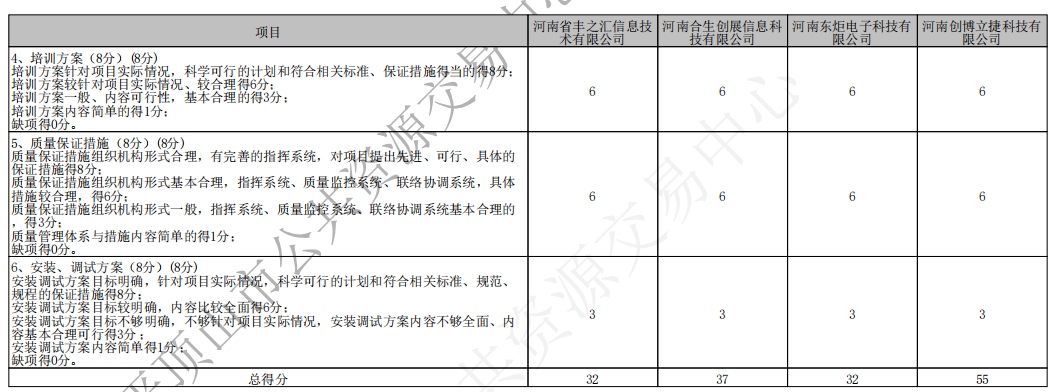 项目 河南省丰之汇信息技术有限公司 河南合生创展信息科技有限公司 河南东炬电子科技有限公司 河南创博立捷科技有限公司
4、培训方案（8分）(8分)
培训方案针对项目实际情况，科学可行的计划和符合相关标准、保证措施得当的得8分；
培训方案较针对项目实际情况、较合理得6分；
培训方案一般、内容可行性，基本合理的得3分；
培训方案内容简单的得1分；
缺项得0分。
6 6 6 6
5、质量保证措施（8分）(8分)
质量保证措施组织机构形式合理，有完善的指挥系统，对项目提出先进、可行、具体的
保证措施得8分；
质量保证措施组织机构形式基本合理，指挥系统、质量监控系统、联络协调系统，具体
措施较合理，得6分；
质量保证措施组织机构形式一般，指挥系统、质量监控系统、联络协调系统基本合理的
，得3分；
质量管理体系与措施内容简单的得1分；
缺项得0分。
6 6 6 6
6、安装、调试方案（8分）(8分)
安装调试方案目标明确，针对项目实际情况，科学可行的计划和符合相关标准、规范、
规程的保证措施得8分；
安装调试方案目标较明确，内容比较全面得6分；
安装调试方案目标不够明确，不够针对项目实际情况，安装调试方案内容不够全面、内
容基本合理可行得3分；
安装调试方案内容简单得1分；
缺项得0分。
3 3 3 3
总得分 32 37 32 55
平顶山市公共资源交易中心
共资源交易中心